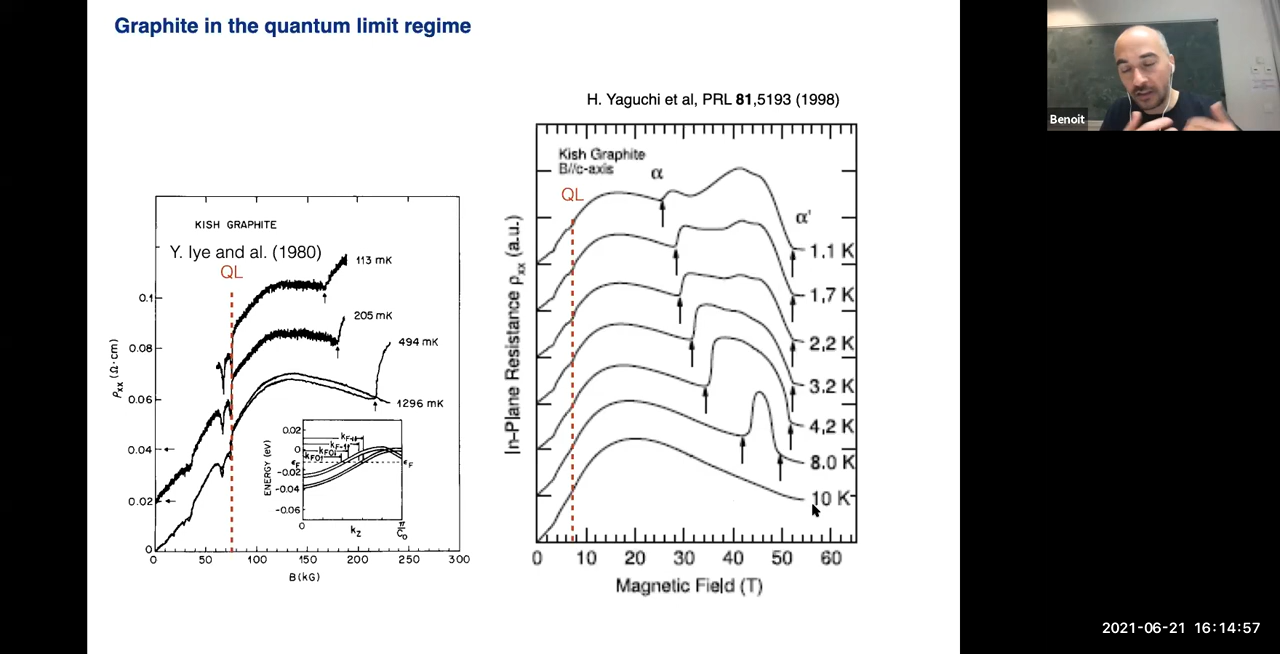 Graphite in the quantum limit regime
Benoit
H. Yaguchi et al, PRL 81,5193 (1998)
KISH GRAPHITE
Y. Iye and al. (1980)
QL
113 mK
205 mK
494 mK
1296 mK
ρxx (Ω·cm)
0.1
0.08
0.06
0.04
0.02
0
0 50 100 150 200 250 300
B(kG)
ENERGY (eV)
0.02
0
-0.02
-0.04
-0.06
εF
εF
0
kz
π
C0
Kish Graphite
B//c-axis
QL
α
α'
1.1 K
1,7 K
2,2 K
3.2 K
4,2 K
8.0 K
10 K
In-Plane Resistance ρxx (a.u.)
0 10 20 30 40 50 60
Magnetic Field (T)
2021-06-21 16:14:57